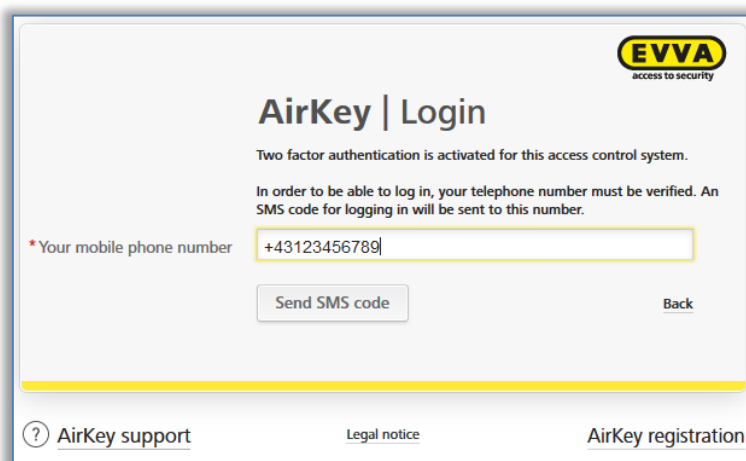 EVVA
access to security
AirKey | Login
Two factor authentication is activated for this access control system.
In order to be able to log in, your telephone number must be verified. An
SMS code for logging in will be sent to this number.
* Your mobile phone number +43123456789
Send SMS code Back
? AirKey support Legal notice AirKey registration